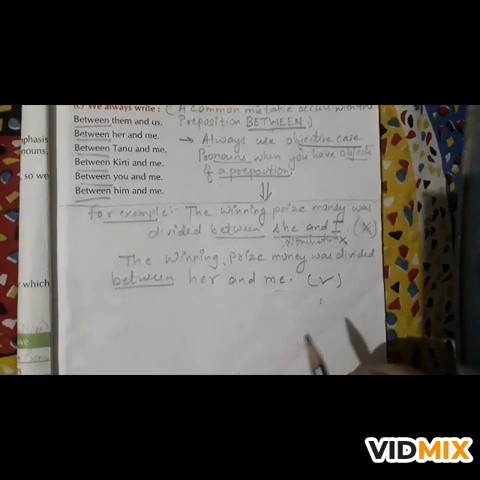 (c) We always write:
Between them and us.
Between her and me.
Between Tanu and me.
Between Kirti and me.
Between you and me.
Between him and me.
(A common mistake occurs with the
Preposition BETWEEN.)
→ Always use objective case
Pronouns when you have objects
of a preposition.
For example:- The winning prize money was
divided between she and I. (X)
The winning prize money was divided
between her and me. (✓)
phasis
nouns,
, so we
which
VIDMIX